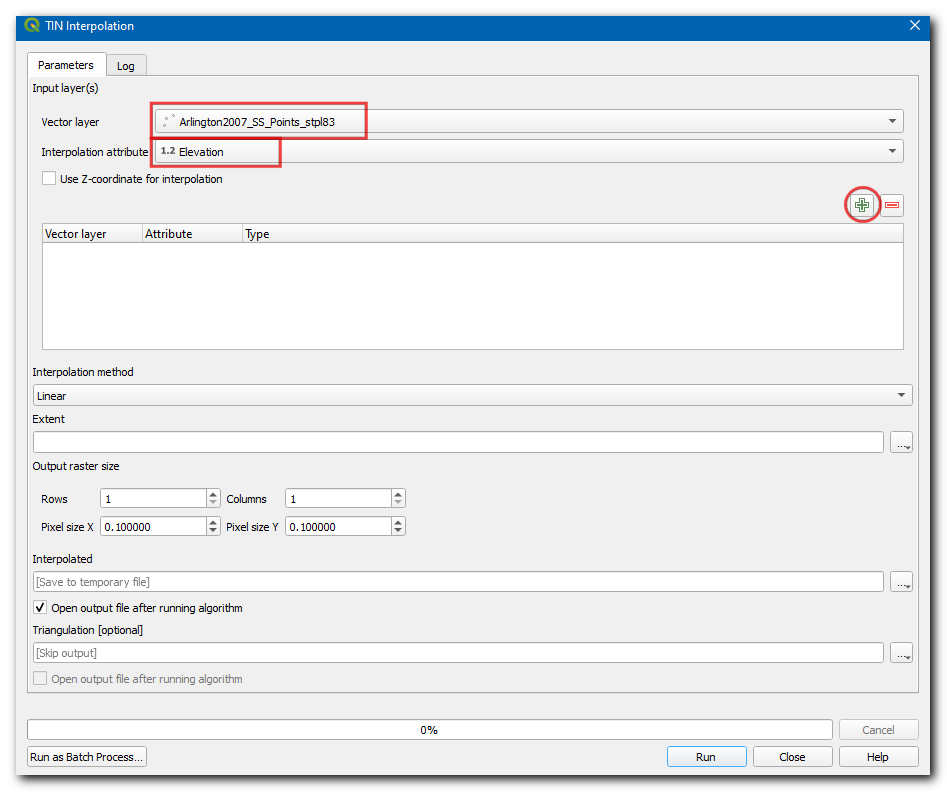 TIN Interpolation
Parameters
Log
Input layer(s)
Vector layer
Arlington2007_SS_Points_stpl83
Interpolation attribute
1.2 Elevation
Use Z-coordinate for interpolation
Vector layer Attribute Type
Interpolation method
Linear
Extent
...
Output raster size
Rows 1 Columns 1
Pixel size X 0.100000 Pixel size Y 0.100000
Interpolated
[Save to temporary file] ...
Open output file after running algorithm
Triangulation [optional]
[Skip output] ...
Open output file after running algorithm
0% Cancel
Run as Batch Process... Run Close Help